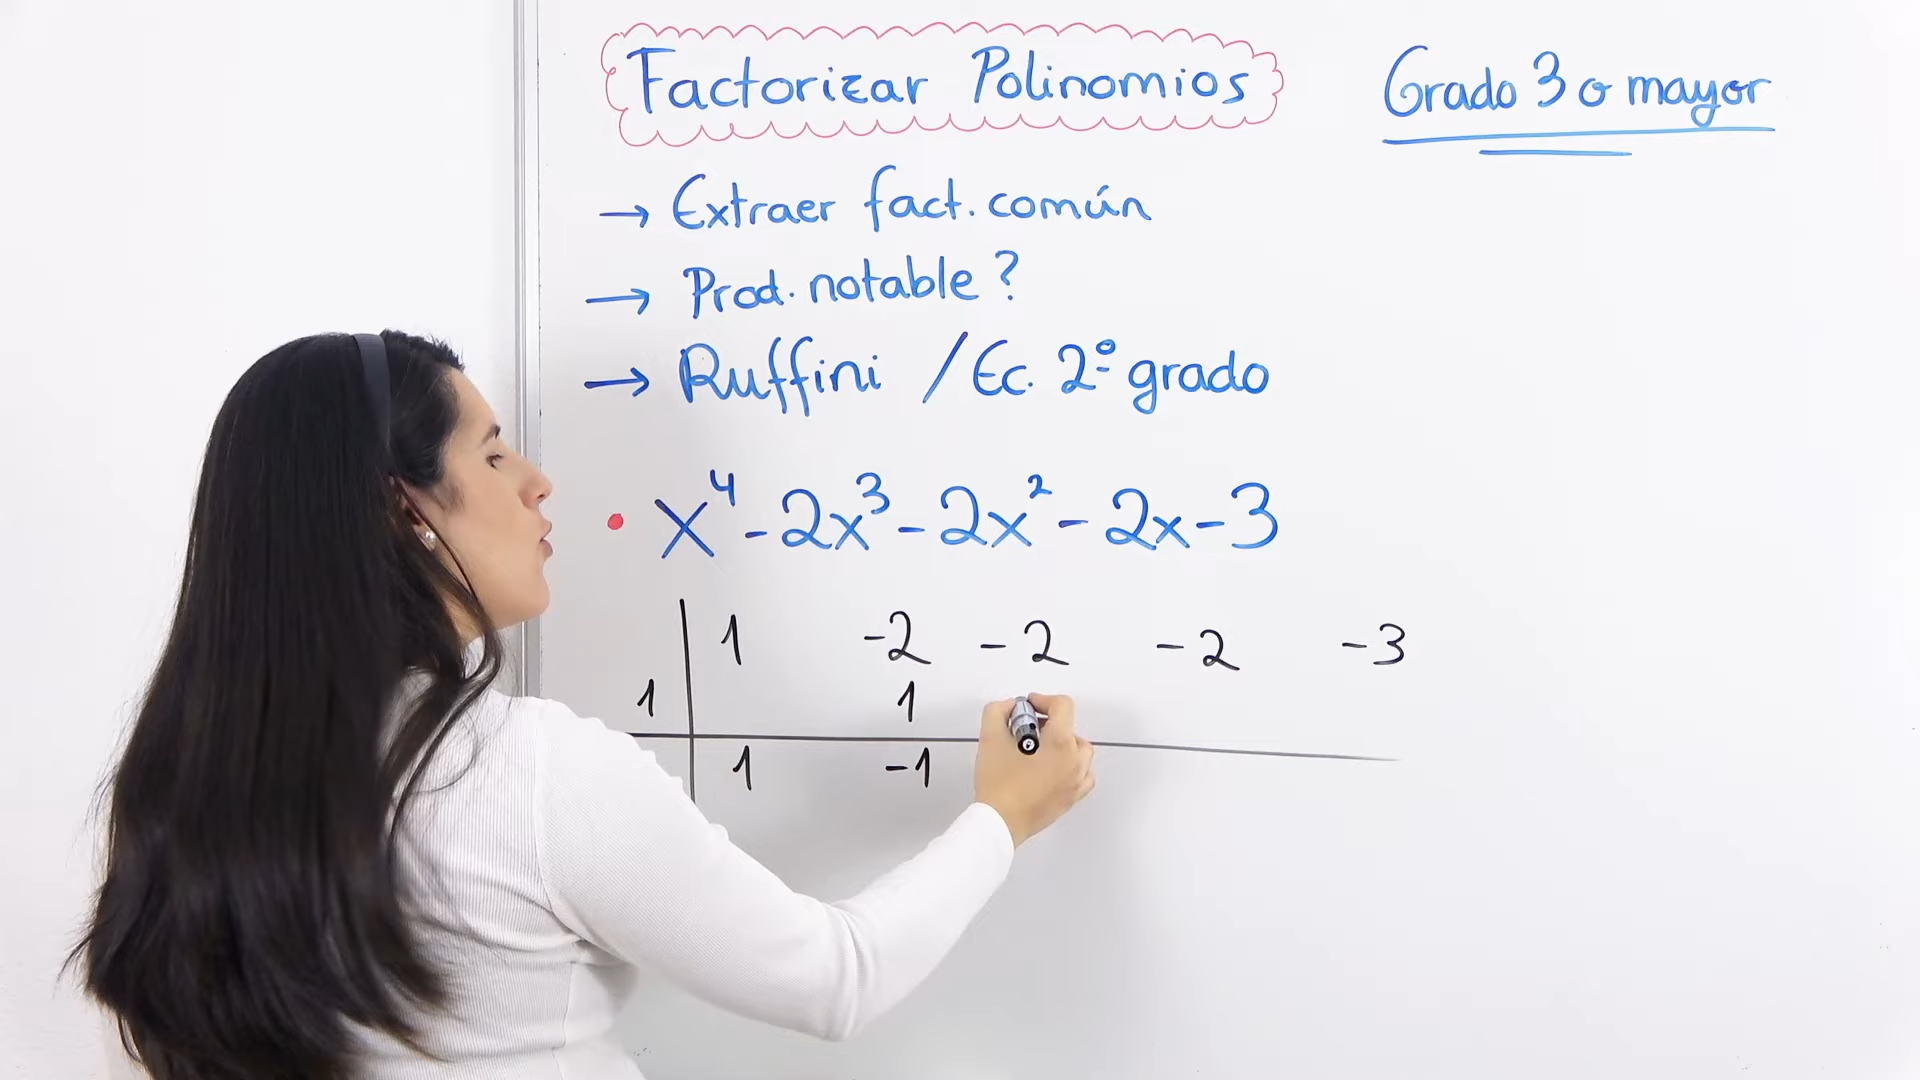 Factorizar Polinomios
Grado 3 o mayor
→ Extraer fact. común
→ Prod. notable ?
→ Ruffini / Ec. 2º grado
• x⁴ - 2x³ - 2x² - 2x - 3
1 -2 -2 -2 -3
1 1
1 -1